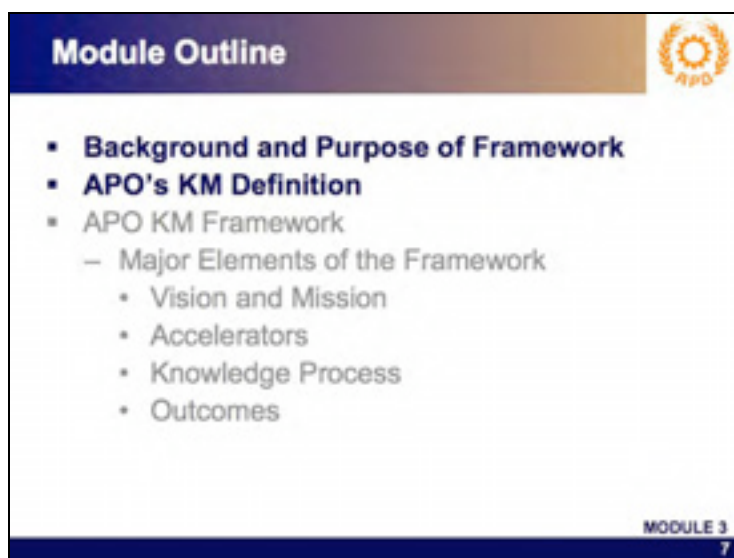 Module Outline
APO
▪ Background and Purpose of Framework
▪ APO's KM Definition
▪ APO KM Framework
– Major Elements of the Framework
• Vision and Mission
• Accelerators
• Knowledge Process
• Outcomes
MODULE 3
7